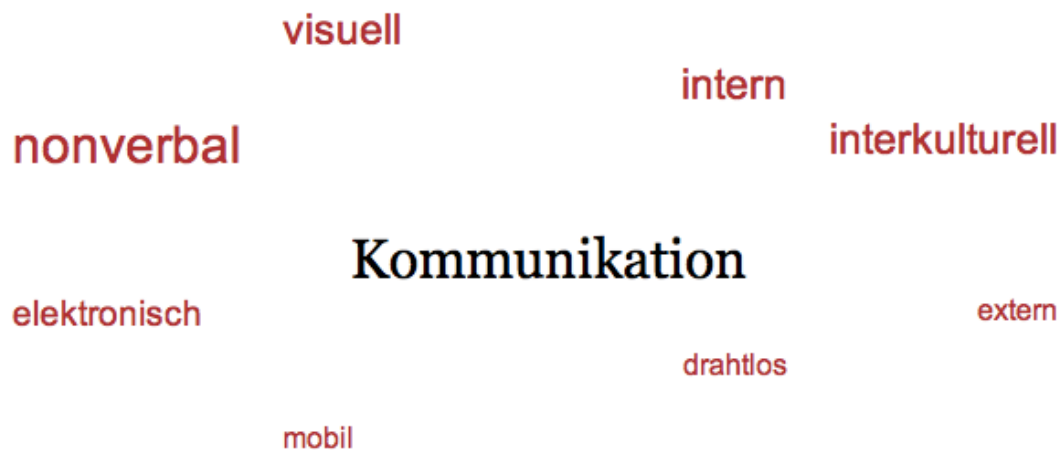 visuell
intern
nonverbal
interkulturell
Kommunikation
elektronisch
extern
drahtlos
mobil